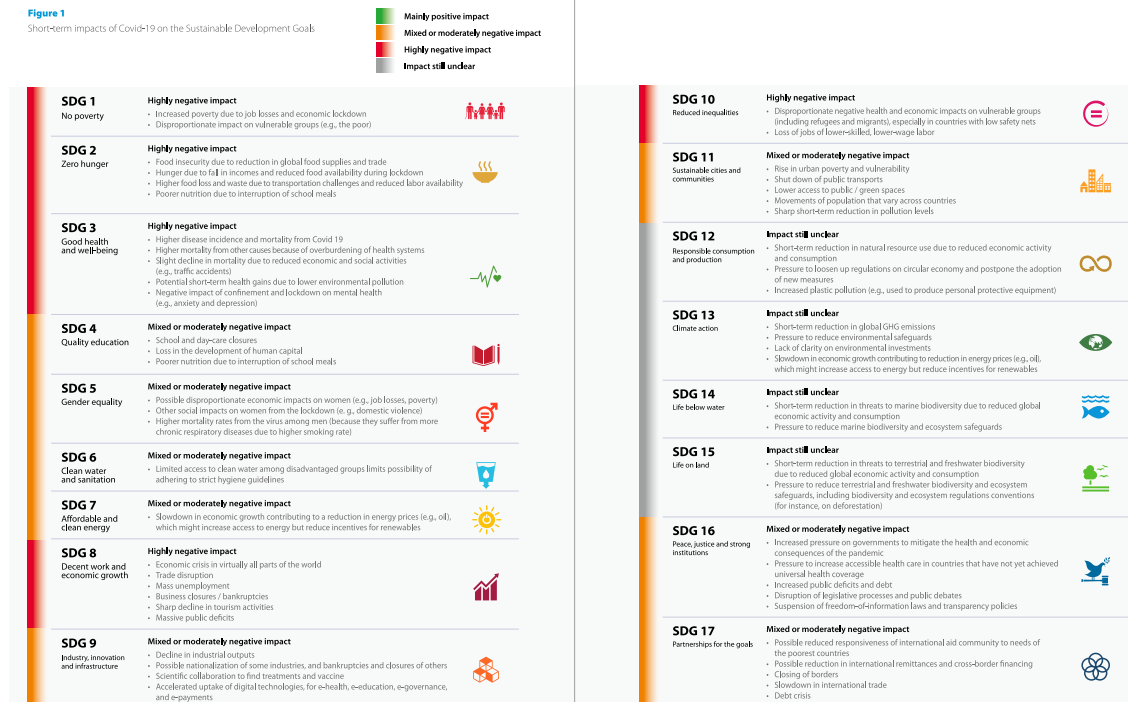 Figure 1
Short-term impacts of Covid-19 on the Sustainable Development Goals
Mainly positive impact
Mixed or moderately negative impact
Highly negative impact
Impact still unclear
SDG 1
No poverty
Highly negative impact
• Increased poverty due to job losses and economic lockdown
• Disproportionate impact on vulnerable groups (e.g., the poor)
SDG 2
Zero hunger
Highly negative impact
• Food insecurity due to reduction in global food supplies and trade
• Hunger due to fall in incomes and reduced food availability during lockdown
• Higher food loss and waste due to transportation challenges and reduced labor availability
• Poorer nutrition due to interruption of school meals
SDG 3
Good health
and well-being
Highly negative impact
• Higher disease incidence and mortality from Covid 19
• Higher mortality from other causes because of overburdening of health systems
• Slight decline in mortality due to reduced economic and social activities
(e.g., traffic accidents)
• Potential short-term health gains due to lower environmental pollution
• Negative impact of confinement and lockdown on mental health
(e.g., anxiety and depression)
SDG 4
Quality education
Mixed or moderately negative impact
• School and day-care closures
• Loss in the development of human capital
• Poorer nutrition due to interruption of school meals
SDG 5
Gender equality
Mixed or moderately negative impact
• Possible disproportionate economic impacts on women (e.g., job losses, poverty)
• Other social impacts on women from the lockdown (e. g., domestic violence)
• Higher mortality rates from the virus among men (because they suffer from more
chronic respiratory diseases due to higher smoking rate)
SDG 6
Clean water
and sanitation
Mixed or moderately negative impact
• Limited access to clean water among disadvantaged groups limits possibility of
adhering to strict hygiene guidelines
SDG 7
Affordable and
clean energy
Mixed or moderately negative impact
• Slowdown in economic growth contributing to a reduction in energy prices (e.g., oil),
which might increase access to energy but reduce incentives for renewables
SDG 8
Decent work and
economic growth
Highly negative impact
• Economic crisis in virtually all parts of the world
• Trade disruption
• Mass unemployment
• Business closures / bankruptcies
• Sharp decline in tourism activities
• Massive public deficits
SDG 9
Industry, innovation
and infrastructure
Mixed or moderately negative impact
• Decline in industrial outputs
• Possible nationalization of some industries, and bankruptcies and closures of others
• Scientific collaboration to find treatments and vaccine
• Accelerated uptake of digital technologies, for e-health, e-education, e-governance,
and e-payments
SDG 10
Reduced inequalities
Highly negative impact
• Disproportionate negative health and economic impacts on vulnerable groups
(including refugees and migrants), especially in countries with low safety nets
• Loss of jobs of lower-skilled, lower-wage labor
SDG 11
Sustainable cities and
communities
Mixed or moderately negative impact
• Rise in urban poverty and vulnerability
• Shut down of public transports
• Lower access to public / green spaces
• Movements of population that vary across countries
• Sharp short-term reduction in pollution levels
SDG 12
Responsible consumption
and production
Impact still unclear
• Short-term reduction in natural resource use due to reduced economic activity
and consumption
• Pressure to loosen up regulations on circular economy and postpone the adoption
of new measures
• Increased plastic pollution (e.g., used to produce personal protective equipment)
SDG 13
Climate action
Impact still unclear
• Short-term reduction in global GHG emissions
• Pressure to reduce environmental safeguards
• Lack of clarity on environmental investments
• Slowdown in economic growth contributing to reduction in energy prices (e.g., oil),
which might increase access to energy but reduce incentives for renewables
SDG 14
Life below water
Impact still unclear
• Short-term reduction in threats to marine biodiversity due to reduced global
economic activity and consumption
• Pressure to reduce marine biodiversity and ecosystem safeguards
SDG 15
Life on land
Impact still unclear
• Short-term reduction in threats to terrestrial and freshwater biodiversity
due to reduced global economic activity and consumption
• Pressure to reduce terrestrial and freshwater biodiversity and ecosystem
safeguards, including biodiversity and ecosystem regulations conventions
(for instance, on deforestation)
SDG 16
Peace, justice and strong
institutions
Mixed or moderately negative impact
• Increased pressure on governments to mitigate the health and economic
consequences of the pandemic
• Pressure to increase accessible health care in countries that have not yet achieved
universal health coverage
• Increased public deficits and debt
• Disruption of legislative processes and public debates
• Suspension of freedom-of-information laws and transparency policies
SDG 17
Partnerships for the goals
Mixed or moderately negative impact
• Possible reduced responsiveness of international aid community to needs of
the poorest countries
• Possible reduction in international remittances and cross-border financing
• Closing of borders
• Slowdown in international trade
• Debt crisis